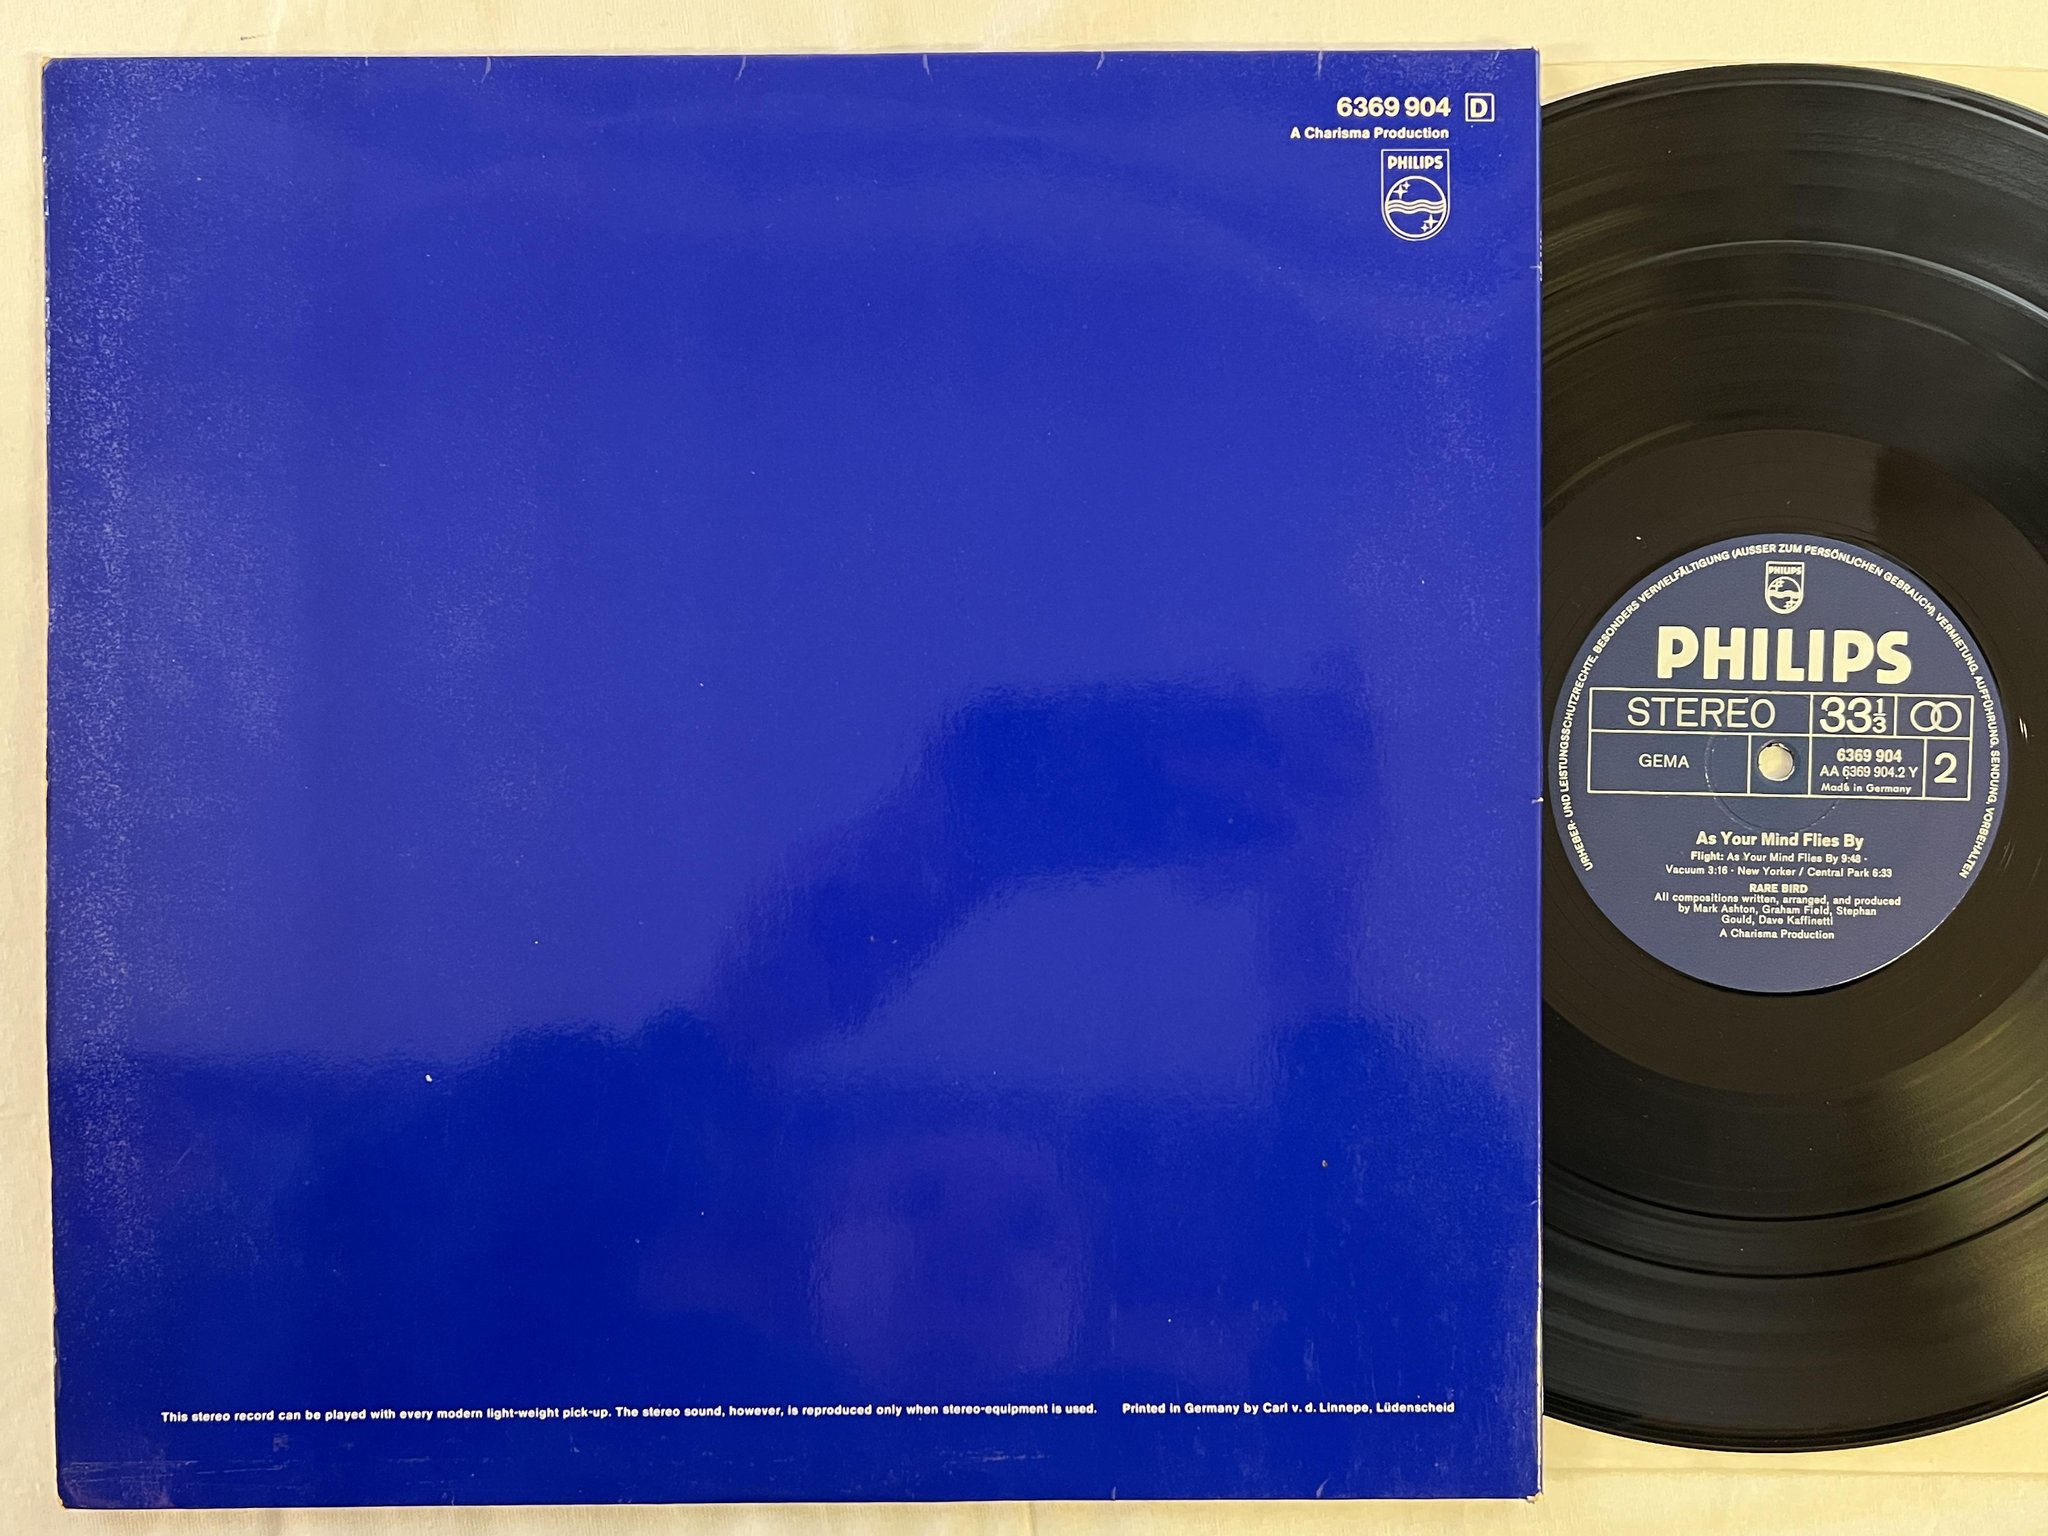 6369 904 D
A Charisma Production
PHILIPS
This stereo record can be played with every modern light-weight pick-up. The stereo sound, however, is reproduced only when stereo-equipment is used. Printed in Germany by Carl v. d. Linnepe, Lüdenscheid
URHEBER- UND LEISTUNGSSCHUTZRECHTE, BESONDERS VERVIELFÄLTIGUNG (AUSSER ZUM PERSÖNLICHEN GEBRAUCH), VERMIETUNG, AUFFÜHRUNG, SENDUNG, VORBEHALTEN
PHILIPS
PHILIPS
STEREO 33⅓
GEMA
6369 904
AA 6369 904.2 Y
Made in Germany
2
As Your Mind Flies By
Flight: As Your Mind Flies By 9:48 ·
Vacuum 3:16 · New Yorker / Central Park 6:33
RARE BIRD
All compositions written, arranged, and produced
by Mark Ashton, Graham Field, Stephan
Gould, Dave Kaffinetti
A Charisma Production